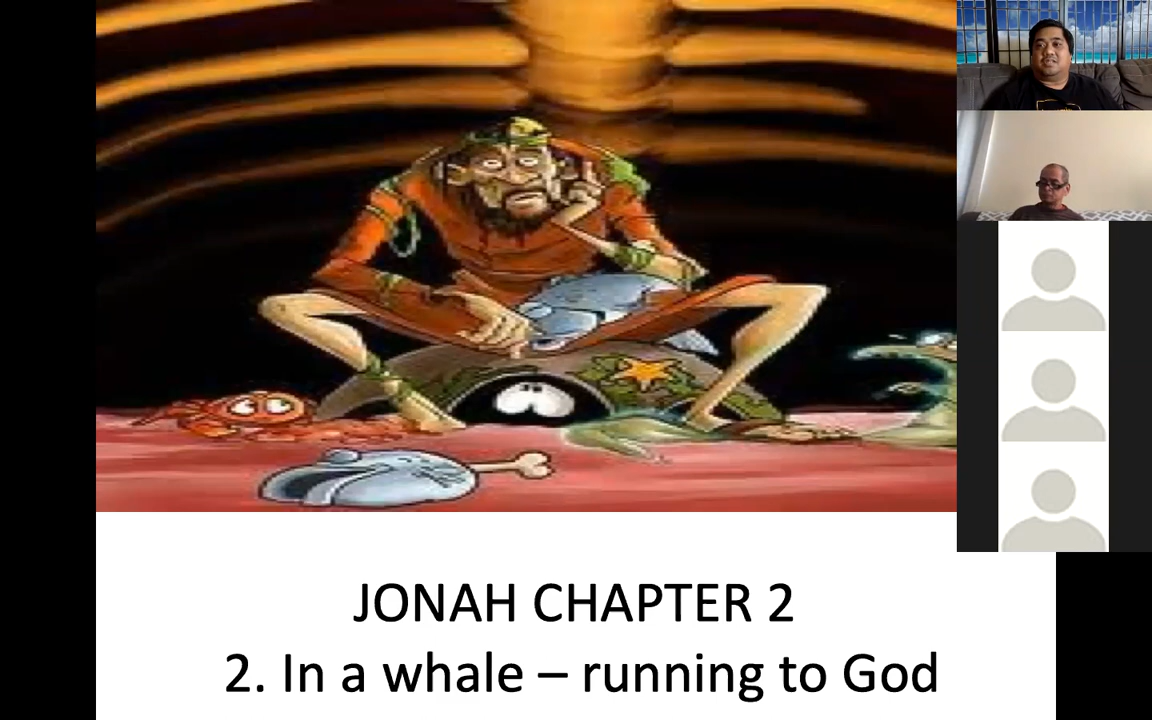 JONAH CHAPTER 2
2. In a whale – running to God